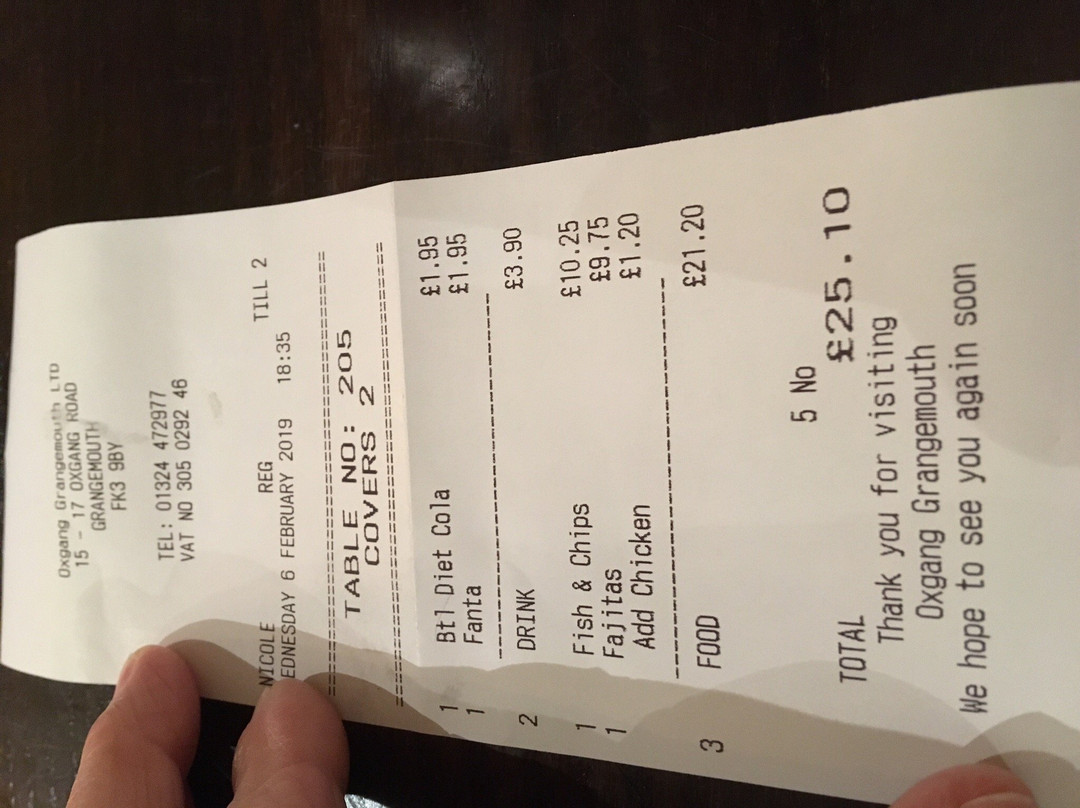 Oxgang Grangemouth LTD
15 - 17 OXGANG ROAD
GRANGEMOUTH
FK3 9BY
TEL: 01324 472977
VAT NO 305 0292 46
NICOLE REG TILL 2
EDNESDAY 6 FEBRUARY 2019 18:35
==================================
TABLE NO: 205
COVERS 2
==================================
1 Btl Diet Cola £1.95
1 Fanta £1.95
----------------------------------
2 DRINK £3.90
1 Fish & Chips £10.25
1 Fajitas £9.75
Add Chicken £1.20
----------------------------------
3 FOOD £21.20
5 No
TOTAL £25.10
Thank you for visiting
Oxgang Grangemouth
We hope to see you again soon